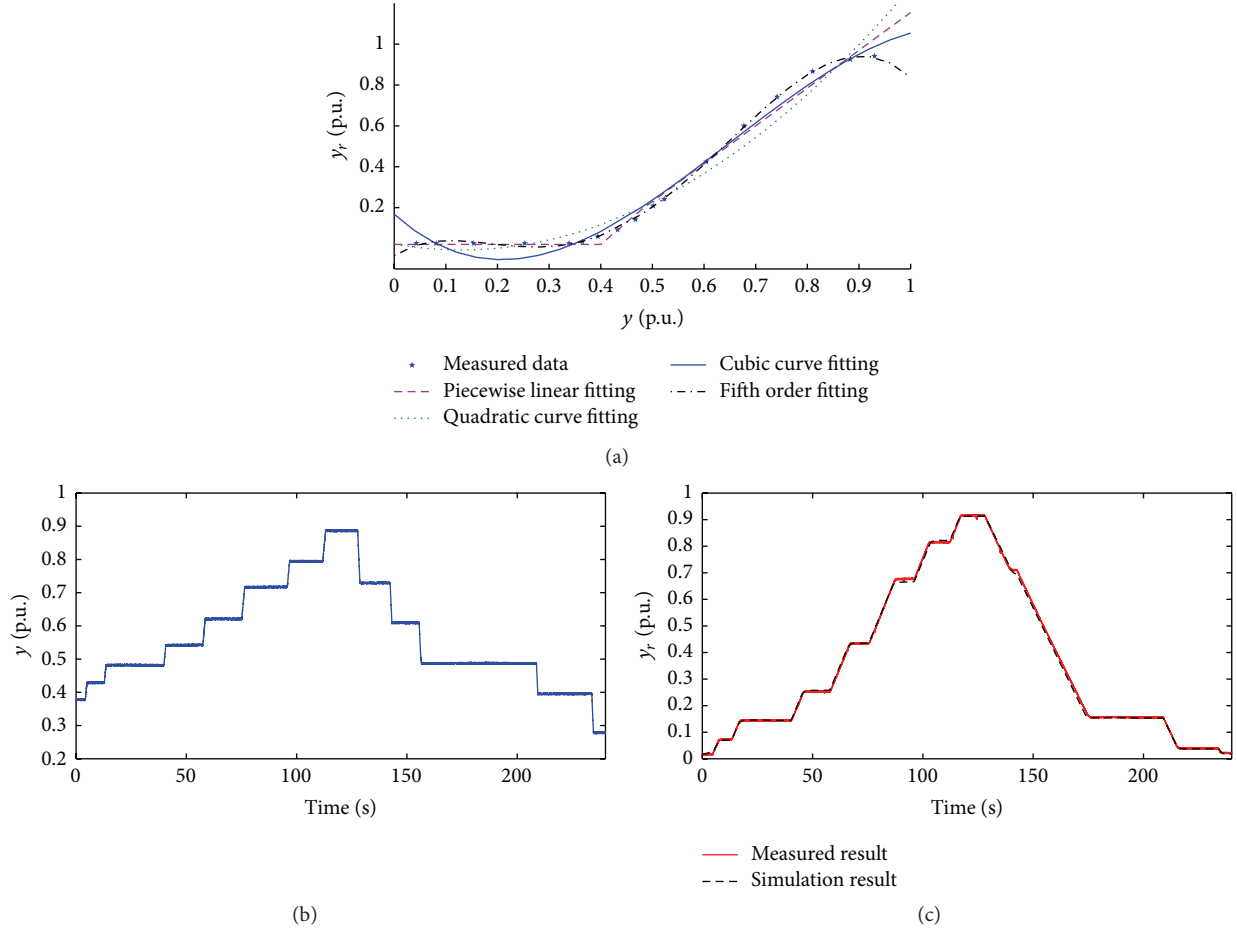 1
0.8
0.6
0.4
0.2
y_r (p.u.)
0 0.1 0.2 0.3 0.4 0.5 0.6 0.7 0.8 0.9 1
y (p.u.)
Measured data
Piecewise linear fitting
Quadratic curve fitting
Cubic curve fitting
Fifth order fitting
(a)
1
0.9
0.8
0.7
0.6
0.5
0.4
0.3
0.2
y (p.u.)
0 50 100 150 200
Time (s)
(b)
1
0.9
0.8
0.7
0.6
0.5
0.4
0.3
0.2
0.1
0
y_r (p.u.)
0 50 100 150 200
Time (s)
Measured result
Simulation result
(c)